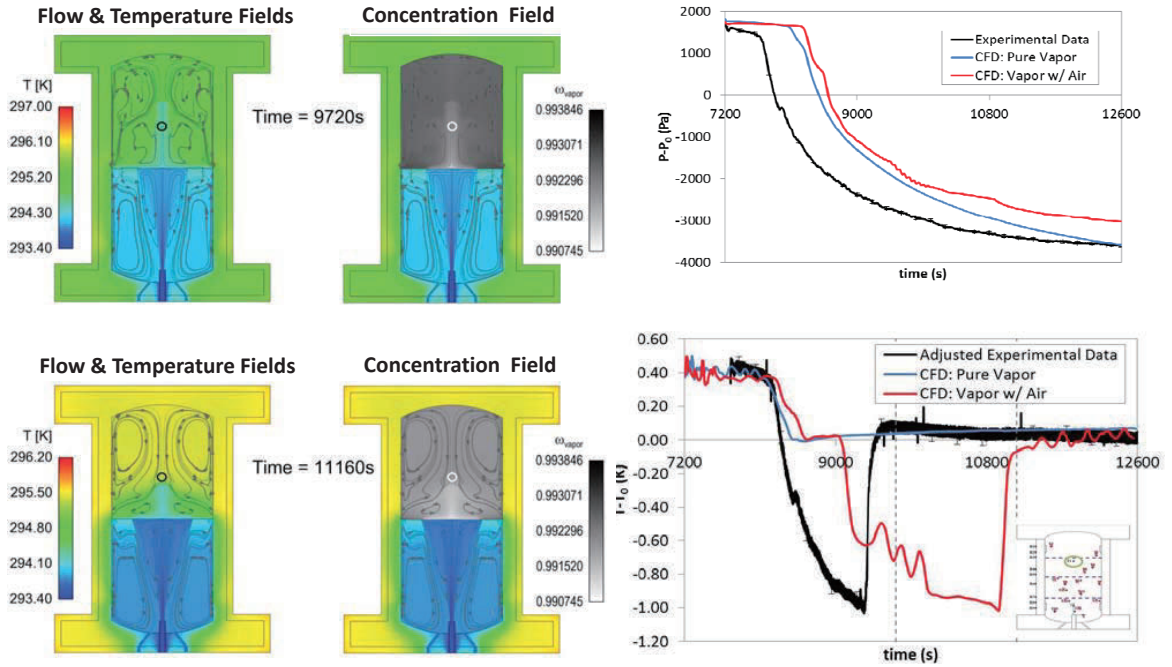 Flow & Temperature Fields
Concentration Field
T [K]
297.00
296.10
295.20
294.30
293.40
Time = 9720s
ωvapor
0.993846
0.993071
0.992296
0.991520
0.990745
2000
1000
0
-1000
-2000
-3000
-4000
P-P0 (Pa)
Experimental Data
CFD: Pure Vapor
CFD: Vapor w/ Air
7200
9000
10800
12600
time (s)
Flow & Temperature Fields
Concentration Field
T [K]
296.20
295.50
294.80
294.10
293.40
Time = 11160s
ωvapor
0.993846
0.993071
0.992296
0.991520
0.990745
0.60
0.40
0.20
0.00
-0.20
-0.40
-0.60
-0.80
-1.00
-1.20
T-T0 (K)
Adjusted Experimental Data
CFD: Pure Vapor
CFD: Vapor w/ Air
7200
9000
10800
12600
time (s)